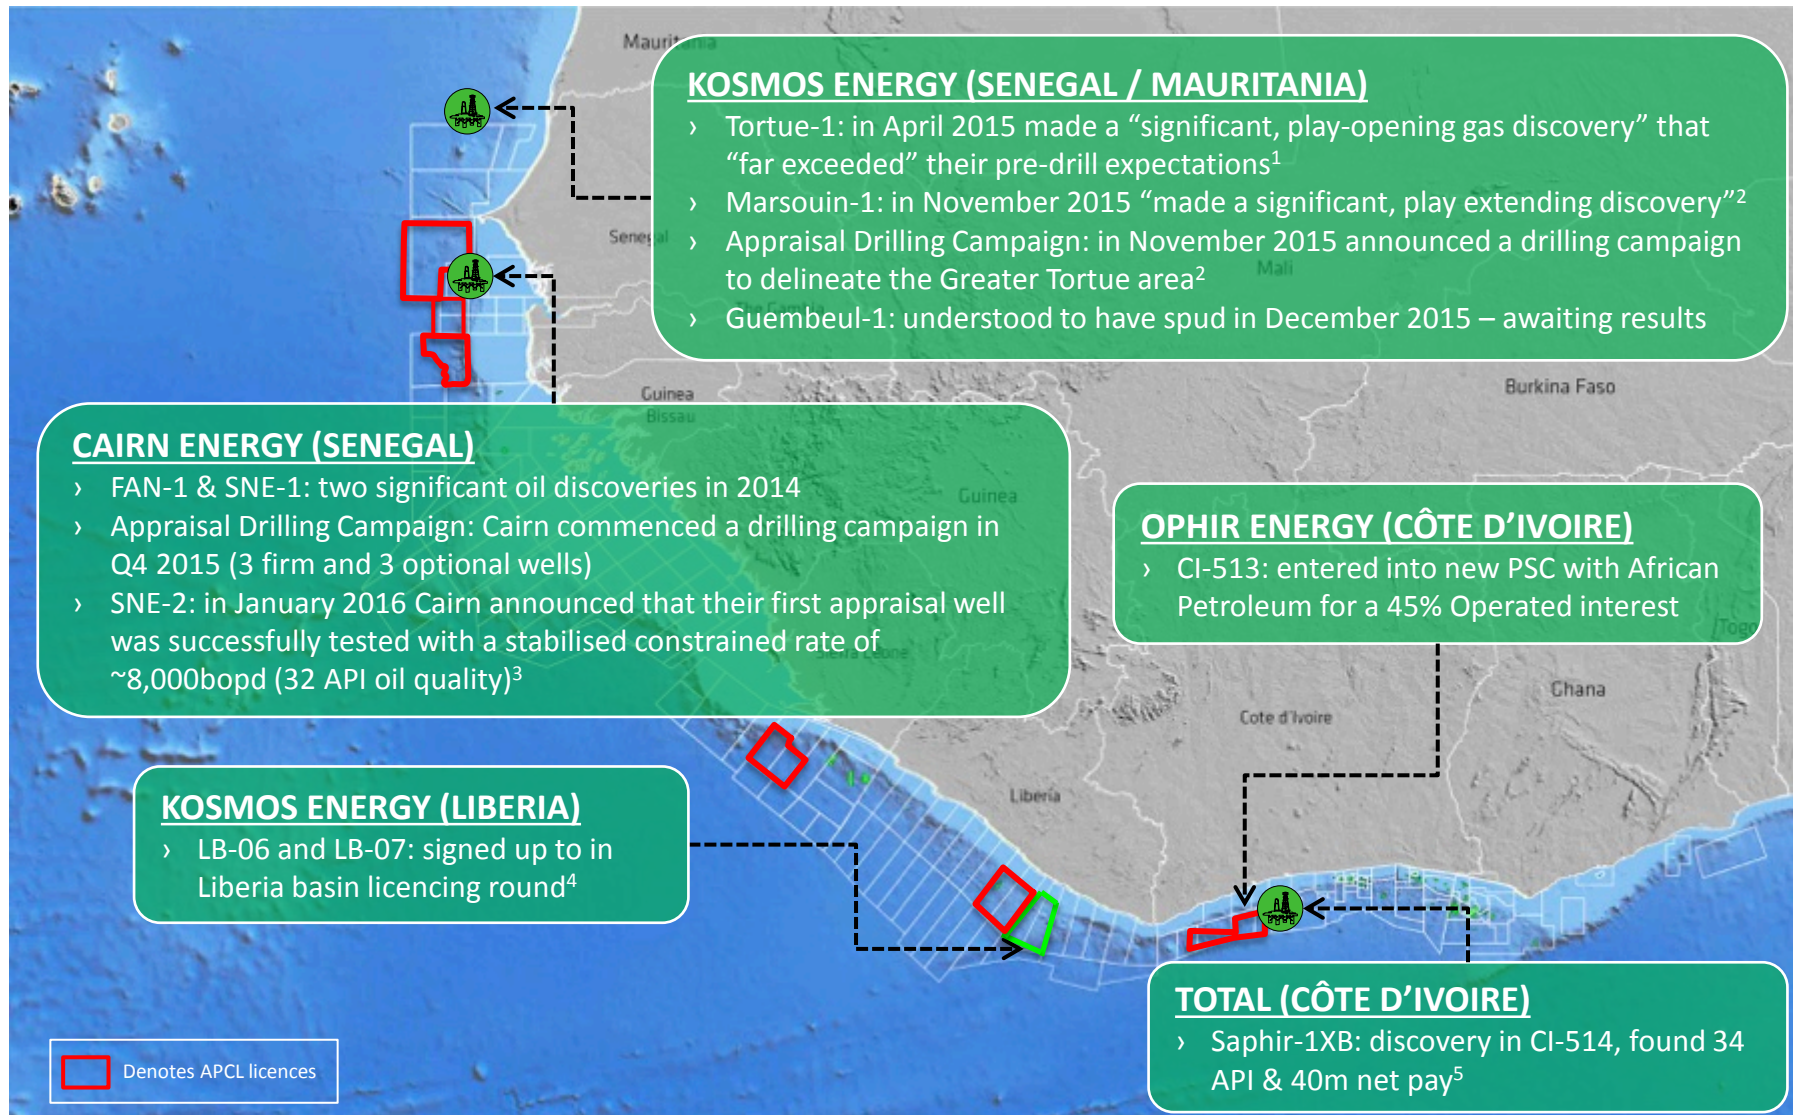 Mauritania
KOSMOS ENERGY (SENEGAL / MAURITANIA)
› Tortue-1: in April 2015 made a “significant, play-opening gas discovery” that
“far exceeded” their pre-drill expectations1
› Marsouin-1: in November 2015 “made a significant, play extending discovery”2
› Appraisal Drilling Campaign: in November 2015 announced a drilling campaign
to delineate the Greater Tortue area2
› Guembeul-1: understood to have spud in December 2015 – awaiting results
Senegal
Mali
The Gambia
Guinea
Bissau
Burkina Faso
CAIRN ENERGY (SENEGAL)
› FAN-1 & SNE-1: two significant oil discoveries in 2014
› Appraisal Drilling Campaign: Cairn commenced a drilling campaign in
Q4 2015 (3 firm and 3 optional wells)
› SNE-2: in January 2016 Cairn announced that their first appraisal well
was successfully tested with a stabilised constrained rate of
~8,000bopd (32 API oil quality)3
Guinea
Sierra Leone
OPHIR ENERGY (CÔTE D’IVOIRE)
› CI-513: entered into new PSC with African
Petroleum for a 45% Operated interest
Togo
Ghana
Cote d'Ivoire
Liberia
KOSMOS ENERGY (LIBERIA)
› LB-06 and LB-07: signed up to in
Liberia basin licencing round4
TOTAL (CÔTE D’IVOIRE)
› Saphir-1XB: discovery in CI-514, found 34
API & 40m net pay5
Denotes APCL licences